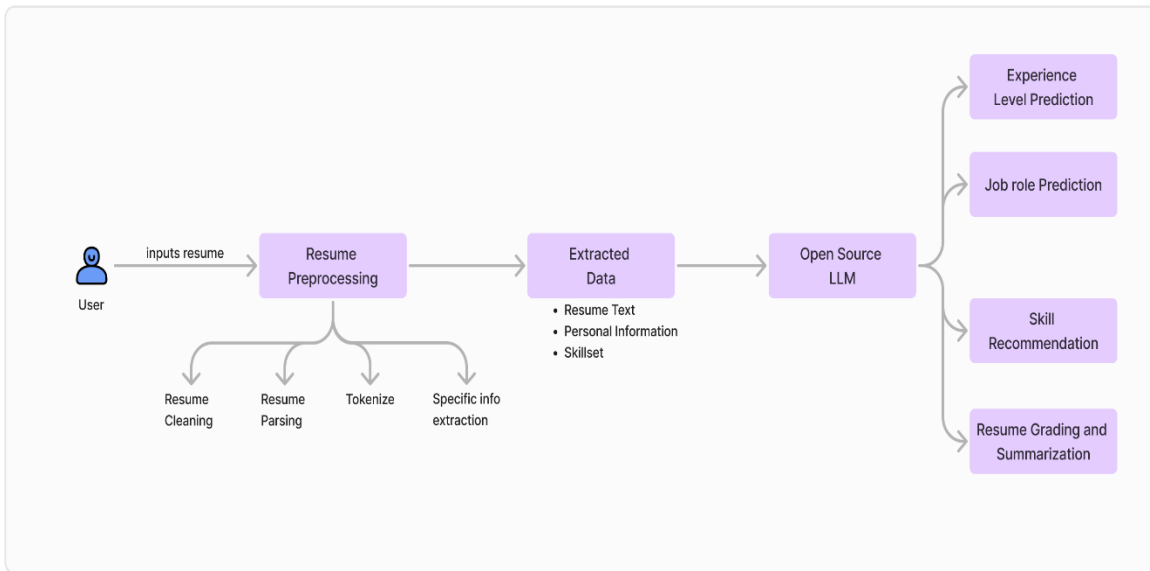 Experience
Level Prediction
Job role Prediction
inputs resume
User
Resume
Preprocessing
Extracted
Data
Open Source
LLM
• Resume Text
• Personal Information
• Skillset
Skill
Recommendation
Resume
Cleaning
Resume
Parsing
Tokenize
Specific info
extraction
Resume Grading and
Summarization